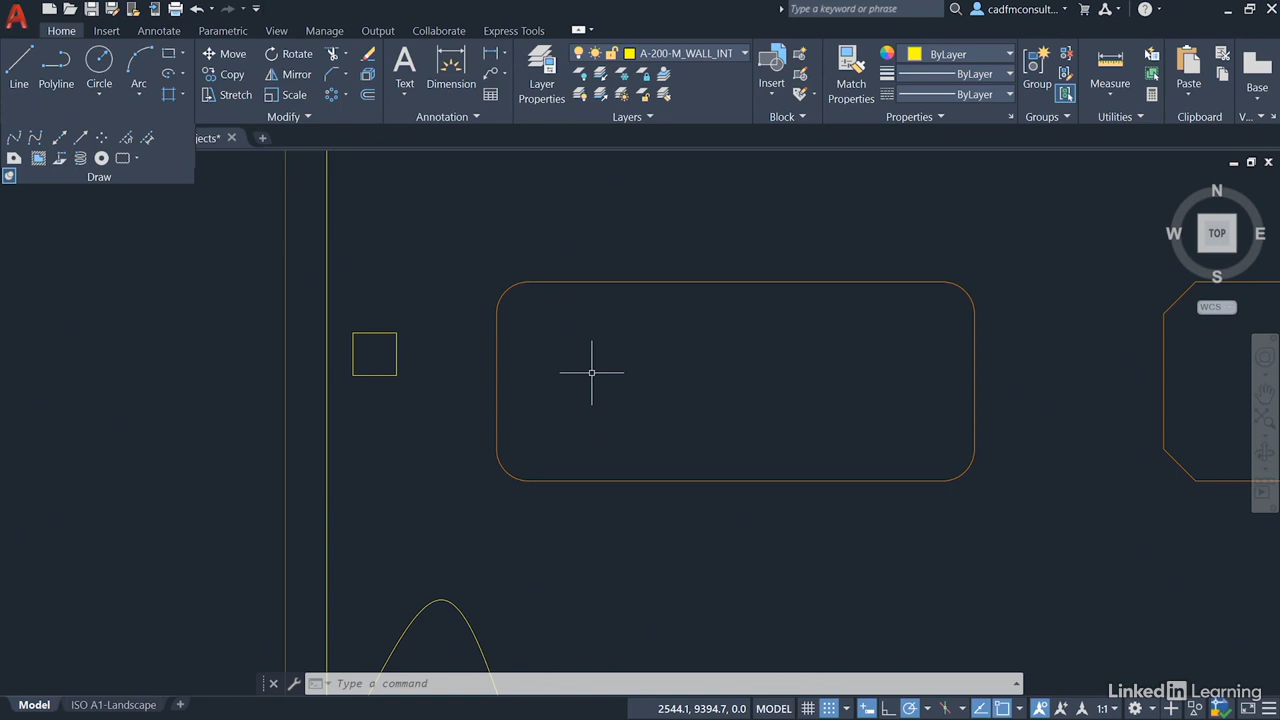 Type a keyword or phrase
cadfmconsult...
Home Insert Annotate Parametric View Manage Output Collaborate Express Tools
Line Polyline Circle Arc
Move Rotate
Copy Mirror
Stretch Scale
Modify
Text Dimension
Annotation
Layer Properties
A-200-M_WALL_INT
Layers
Insert
Block
Match Properties
ByLayer
ByLayer
ByLayer
Properties
Group
Groups
Measure
Utilities
Paste
Clipboard
Base
V...
jects*
Draw
N
W TOP E
S
WCS
Type a command
Linked in Learning
Model ISO A1-Landscape
2544.1, 9394.7, 0.0 MODEL 1:1